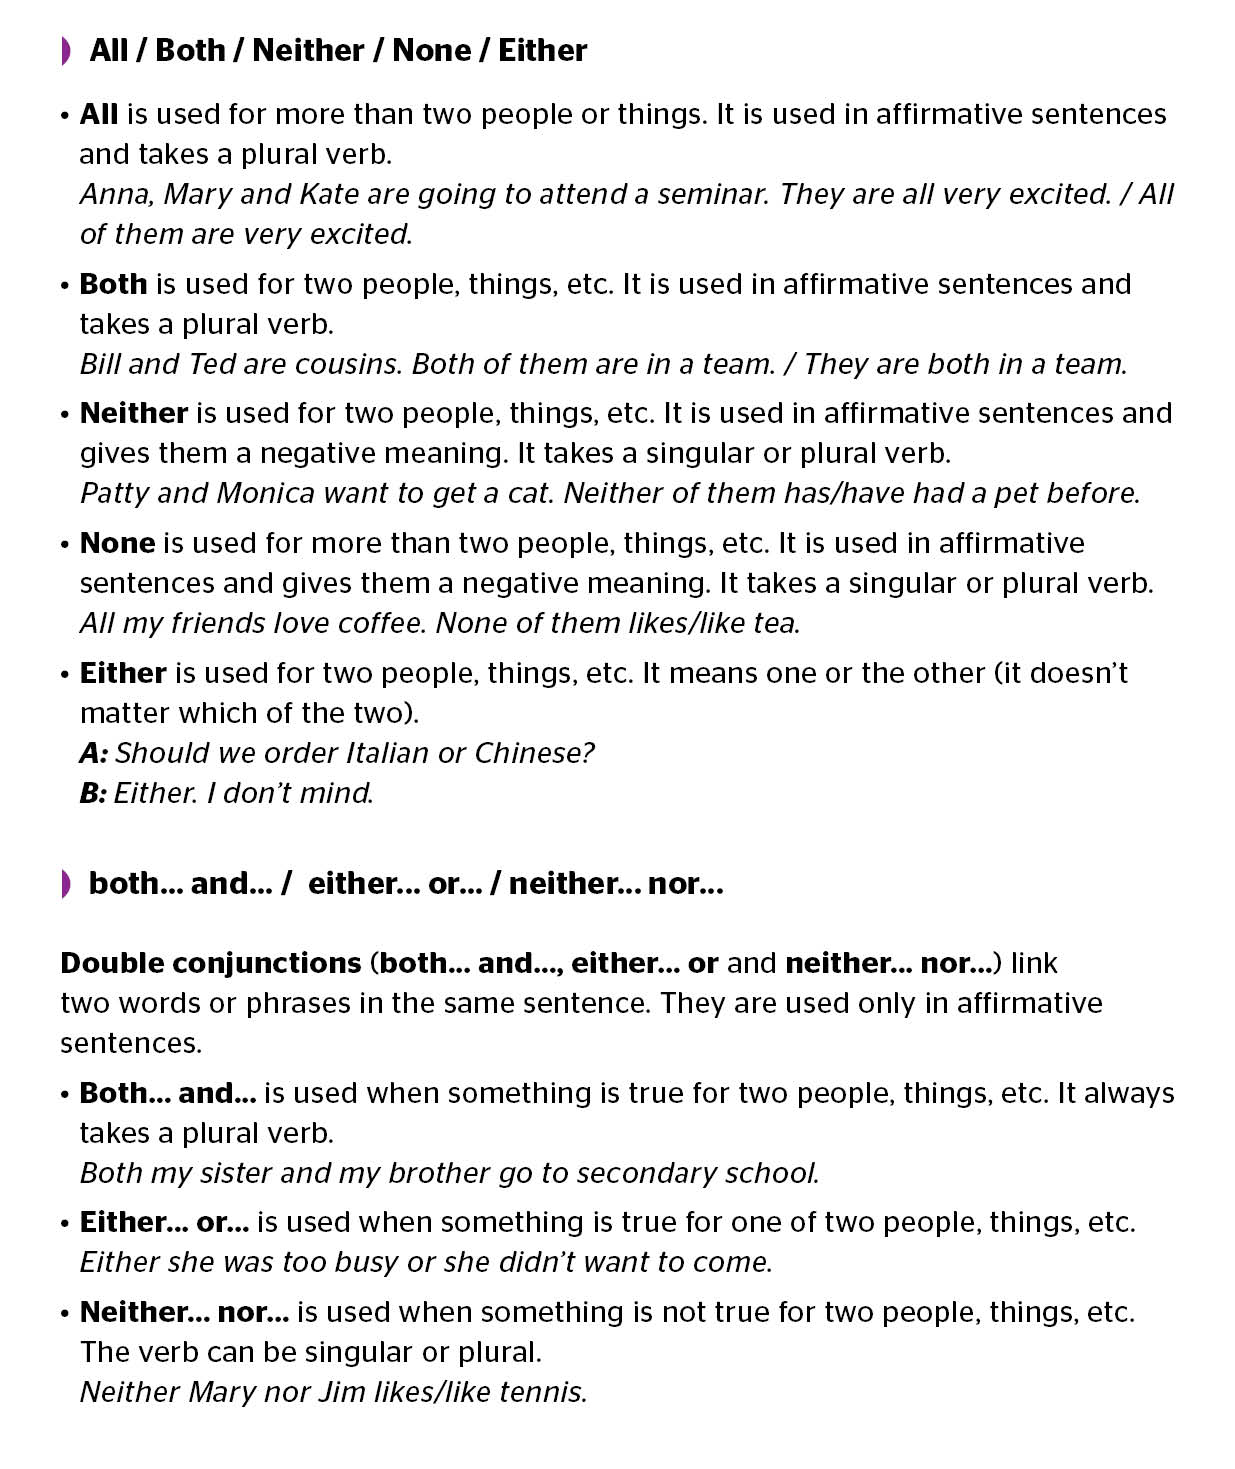 All / Both / Neither / None / Either
• All is used for more than two people or things. It is used in affirmative sentences
and takes a plural verb.
Anna, Mary and Kate are going to attend a seminar. They are all very excited. / All
of them are very excited.
• Both is used for two people, things, etc. It is used in affirmative sentences and
takes a plural verb.
Bill and Ted are cousins. Both of them are in a team. / They are both in a team.
• Neither is used for two people, things, etc. It is used in affirmative sentences and
gives them a negative meaning. It takes a singular or plural verb.
Patty and Monica want to get a cat. Neither of them has/have had a pet before.
• None is used for more than two people, things, etc. It is used in affirmative
sentences and gives them a negative meaning. It takes a singular or plural verb.
All my friends love coffee. None of them likes/like tea.
• Either is used for two people, things, etc. It means one or the other (it doesn't
matter which of the two).
A: Should we order Italian or Chinese?
B: Either. I don't mind.
both... and... / either... or... / neither... nor...
Double conjunctions (both... and..., either... or and neither... nor...) link
two words or phrases in the same sentence. They are used only in affirmative
sentences.
• Both... and... is used when something is true for two people, things, etc. It always
takes a plural verb.
Both my sister and my brother go to secondary school.
• Either... or... is used when something is true for one of two people, things, etc.
Either she was too busy or she didn't want to come.
• Neither... nor... is used when something is not true for two people, things, etc.
The verb can be singular or plural.
Neither Mary nor Jim likes/like tennis.